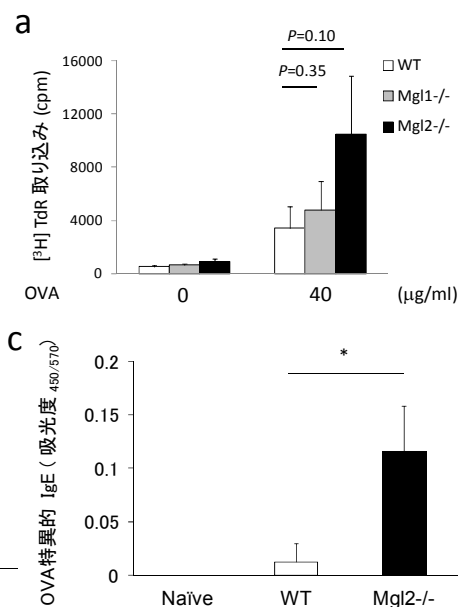 a
P=0.10
P=0.35
WT
Mgl1-/-
Mgl2-/-
[³H] TdR 取り込み (cpm)
16000
12000
8000
4000
0
OVA 0 40 (μg/ml)
c
*
OVA特異的 IgE ( 吸光度 450/570)
0.2
0.15
0.1
0.05
0
Naïve WT Mgl2-/-